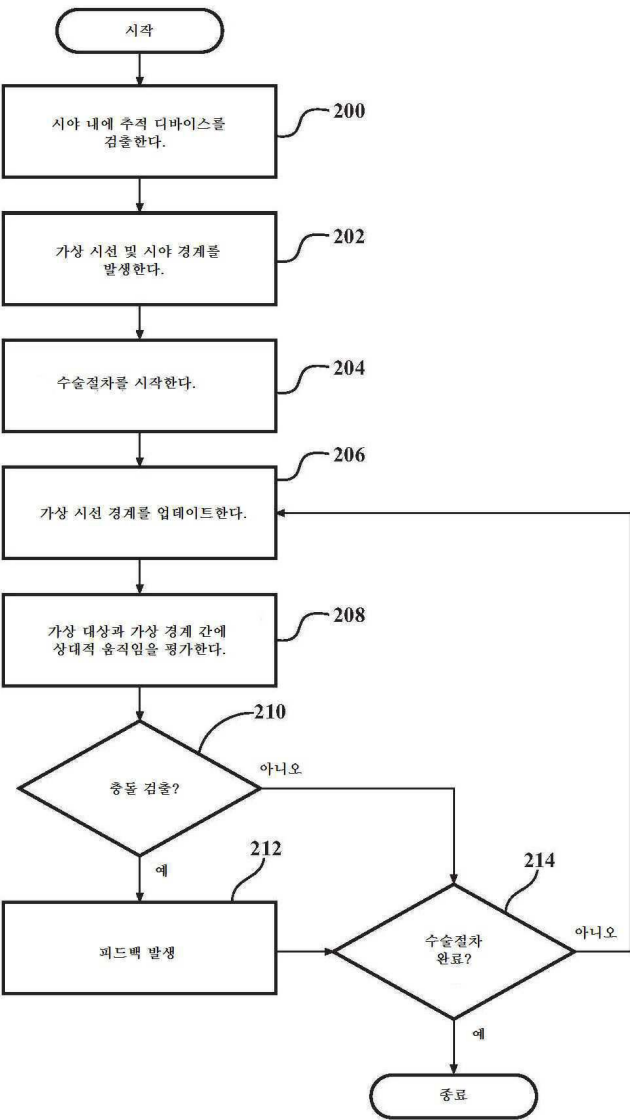 시작
시야 내에 추적 디바이스를
검출한다.
200
가상 시선 및 시야 경계를
발생한다.
202
수술절차를 시작한다.
204
206
가상 시선 경계를 업데이트한다.
가상 대상과 가상 경계 간에
상대적 움직임을 평가한다.
208
210
충돌 검출?
아니오
예
212
피드백 발생
214
수술절차
완료?
아니오
예
종료